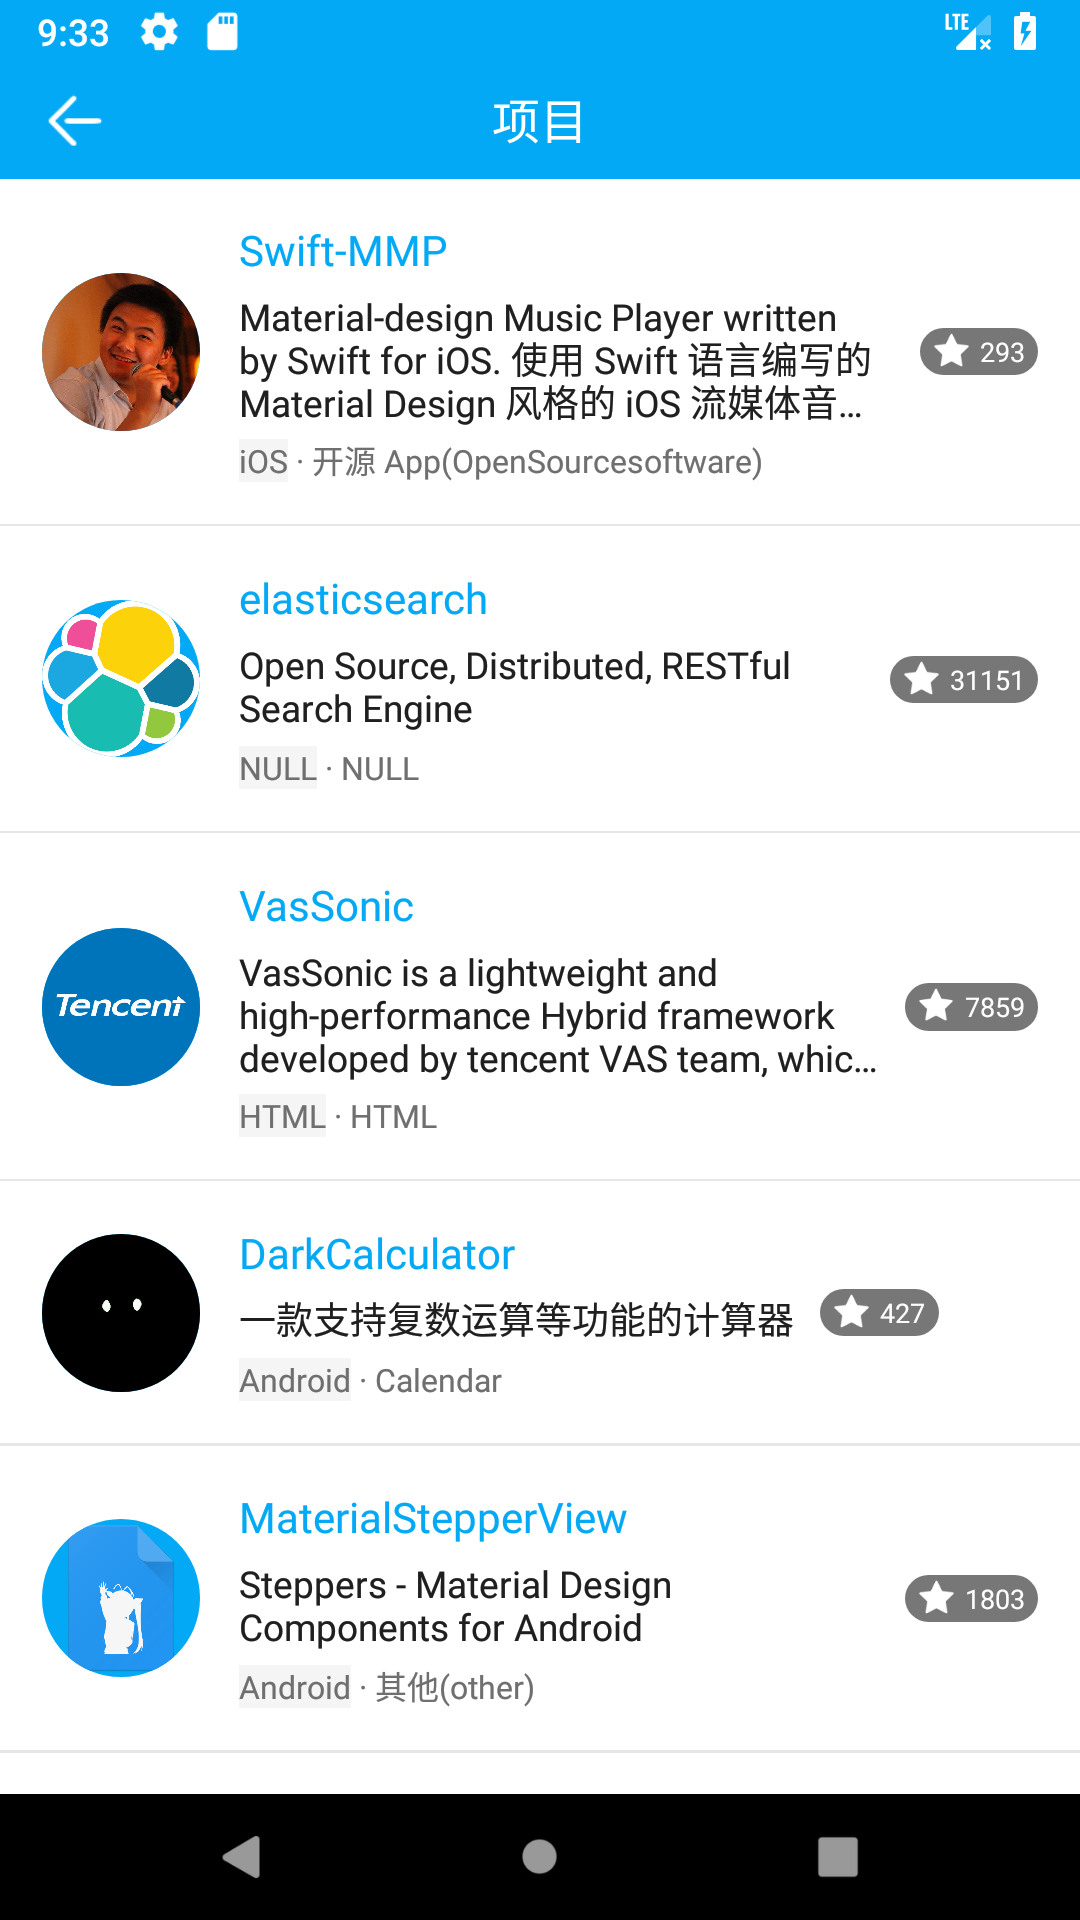 9:33
LTE
项目
Swift-MMP
Material-design Music Player written
by Swift for iOS. 使用 Swift 语言编写的
Material Design 风格的 iOS 流媒体音…
293
iOS · 开源 App(OpenSourcesoftware)
elasticsearch
Open Source, Distributed, RESTful
Search Engine
31151
NULL · NULL
VasSonic
Tencent
VasSonic is a lightweight and
high-performance Hybrid framework
developed by tencent VAS team, whic…
7859
HTML · HTML
DarkCalculator
一款支持复数运算等功能的计算器
427
Android · Calendar
MaterialStepperView
Steppers - Material Design
Components for Android
1803
Android · 其他(other)